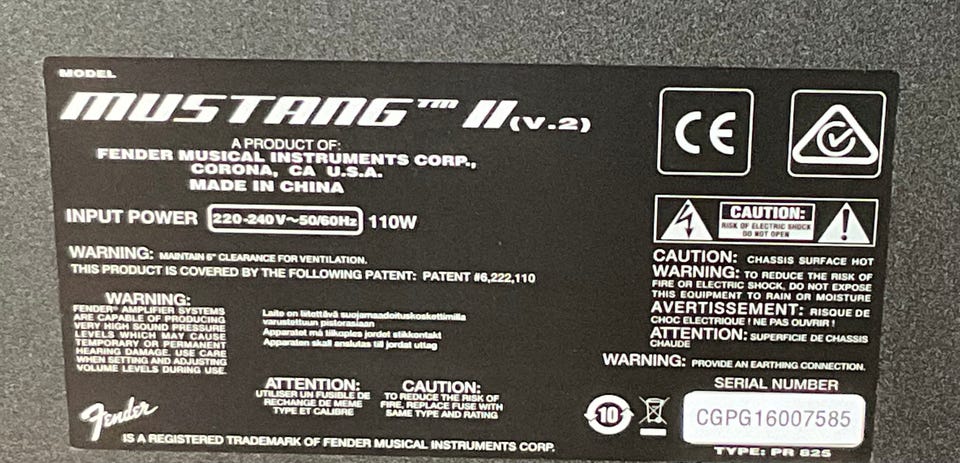 MODEL
MUSTANG™ II (V.2)
A PRODUCT OF:
FENDER MUSICAL INSTRUMENTS CORP.,
CORONA, CA U.S.A.
MADE IN CHINA
INPUT POWER 220-240V~50/60Hz 110W
WARNING: MAINTAIN 6" CLEARANCE FOR VENTILATION.
THIS PRODUCT IS COVERED BY THE FOLLOWING PATENT: PATENT #6,222,110
WARNING:
FENDER® AMPLIFIER SYSTEMS
ARE CAPABLE OF PRODUCING
VERY HIGH SOUND PRESSURE
LEVELS WHICH MAY CAUSE
TEMPORARY OR PERMANENT
HEARING DAMAGE. USE CARE
WHEN SETTING AND ADJUSTING
VOLUME LEVELS DURING USE.
Laite on liitettävä suojamaadoituskoskettimilla
varustettuun pistorasiaan
Apparatet må tilkoples jordet stikkontakt
Apparaten skall anslutas till jordat uttag
ATTENTION:
UTILISER UN FUSIBLE DE
RECHANGE DE MEME
TYPE ET CALIBRE
CAUTION:
TO REDUCE THE RISK OF
FIRE, REPLACE FUSE WITH
SAME TYPE AND RATING
Fender
IS A REGISTERED TRADEMARK OF FENDER MUSICAL INSTRUMENTS CORP.
CE
CAUTION:
RISK OF ELECTRIC SHOCK
DO NOT OPEN
CAUTION: CHASSIS SURFACE HOT
WARNING: TO REDUCE THE RISK OF
FIRE OR ELECTRIC SHOCK, DO NOT EXPOSE
THIS EQUIPMENT TO RAIN OR MOISTURE
AVERTISSEMENT: RISQUE DE
CHOC ELECTRIQUE ! NE PAS OUVRIR !
ATTENTION: SUPERFICIE DE CHASSIS
CHAUDE
WARNING: PROVIDE AN EARTHING CONNECTION.
10
SERIAL NUMBER
CGPG16007585
TYPE: PR 825